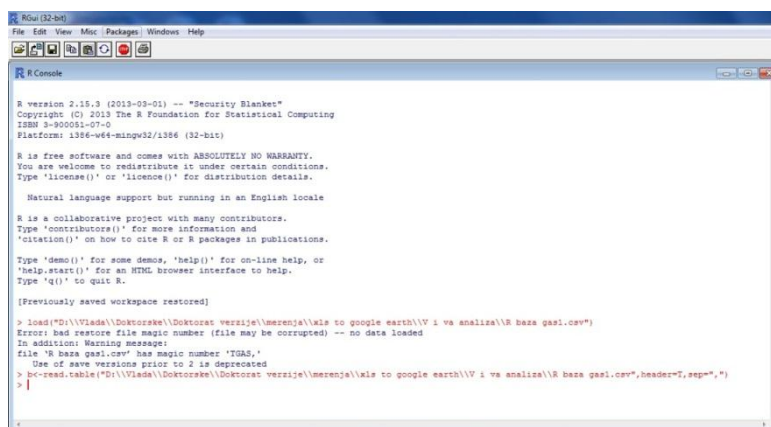 RGui (32-bit)
File Edit View Misc Packages Windows Help
STOP
R Console
R version 2.15.3 (2013-03-01) -- "Security Blanket"
Copyright (C) 2013 The R Foundation for Statistical Computing
ISBN 3-900051-07-0
Platform: i386-w64-mingw32/i386 (32-bit)
R is free software and comes with ABSOLUTELY NO WARRANTY.
You are welcome to redistribute it under certain conditions.
Type 'license()' or 'licence()' for distribution details.
Natural language support but running in an English locale
R is a collaborative project with many contributors.
Type 'contributors()' for more information and
'citation()' on how to cite R or R packages in publications.
Type 'demo()' for some demos, 'help()' for on-line help, or
'help.start()' for an HTML browser interface to help.
Type 'q()' to quit R.
[Previously saved workspace restored]
> load("D:\\Vlada\\Doktorske\\Doktorat verzije\\merenja\\xls to google earth\\V i va analiza\\R baza gas1.csv")
Error: bad restore file magic number (file may be corrupted) -- no data loaded
In addition: Warning message:
file 'R baza gas1.csv' has magic number 'TGAS,'
Use of save versions prior to 2 is deprecated
> b<-read.table("D:\\Vlada\\Doktorske\\Doktorat verzije\\merenja\\xls to google earth\\V i va analiza\\R baza gas1.csv",header=T,sep=",")
>